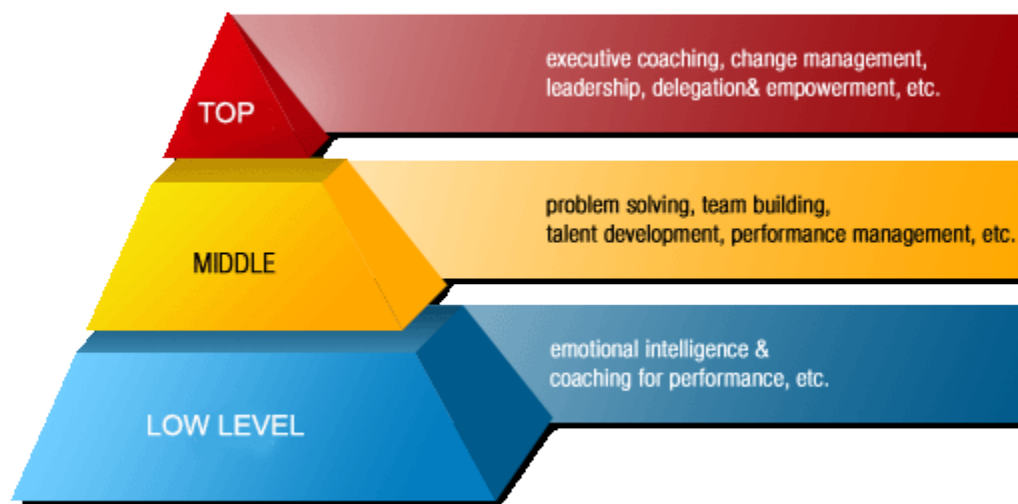 TOP
executive coaching, change management,
leadership, delegation& empowerment, etc.
MIDDLE
problem solving, team building,
talent development, performance management, etc.
LOW LEVEL
emotional intelligence &
coaching for performance, etc.